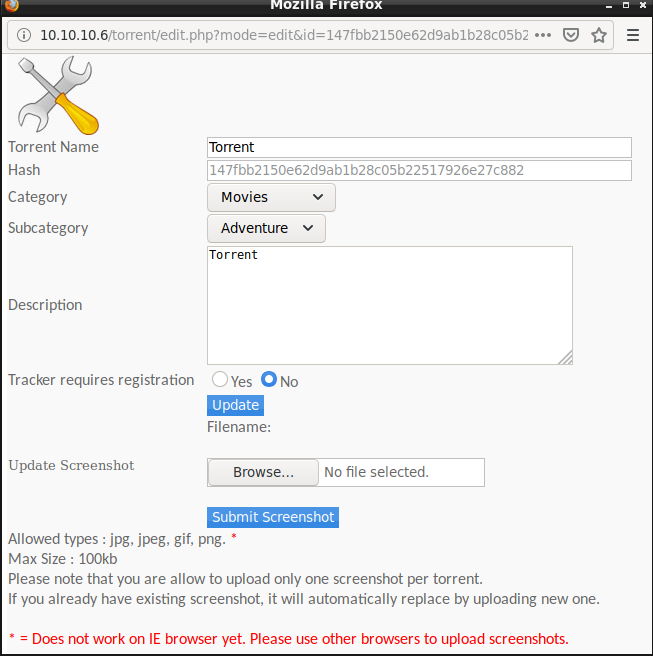 Mozilla Firefox
10.10.10.6/torrent/edit.php?mode=edit&id=147fbb2150e62d9ab1b28c05b2
Torrent Name Torrent
Hash 147fbb2150e62d9ab1b28c05b22517926e27c882
Category Movies
Subcategory Adventure
Torrent
Description
Tracker requires registration Yes No
Update
Filename:
Update Screenshot Browse... No file selected.
Submit Screenshot
Allowed types : jpg, jpeg, gif, png. *
Max Size : 100kb
Please note that you are allow to upload only one screenshot per torrent.
If you already have existing screenshot, it will automatically replace by uploading new one.
* = Does not work on IE browser yet. Please use other browsers to upload screenshots.